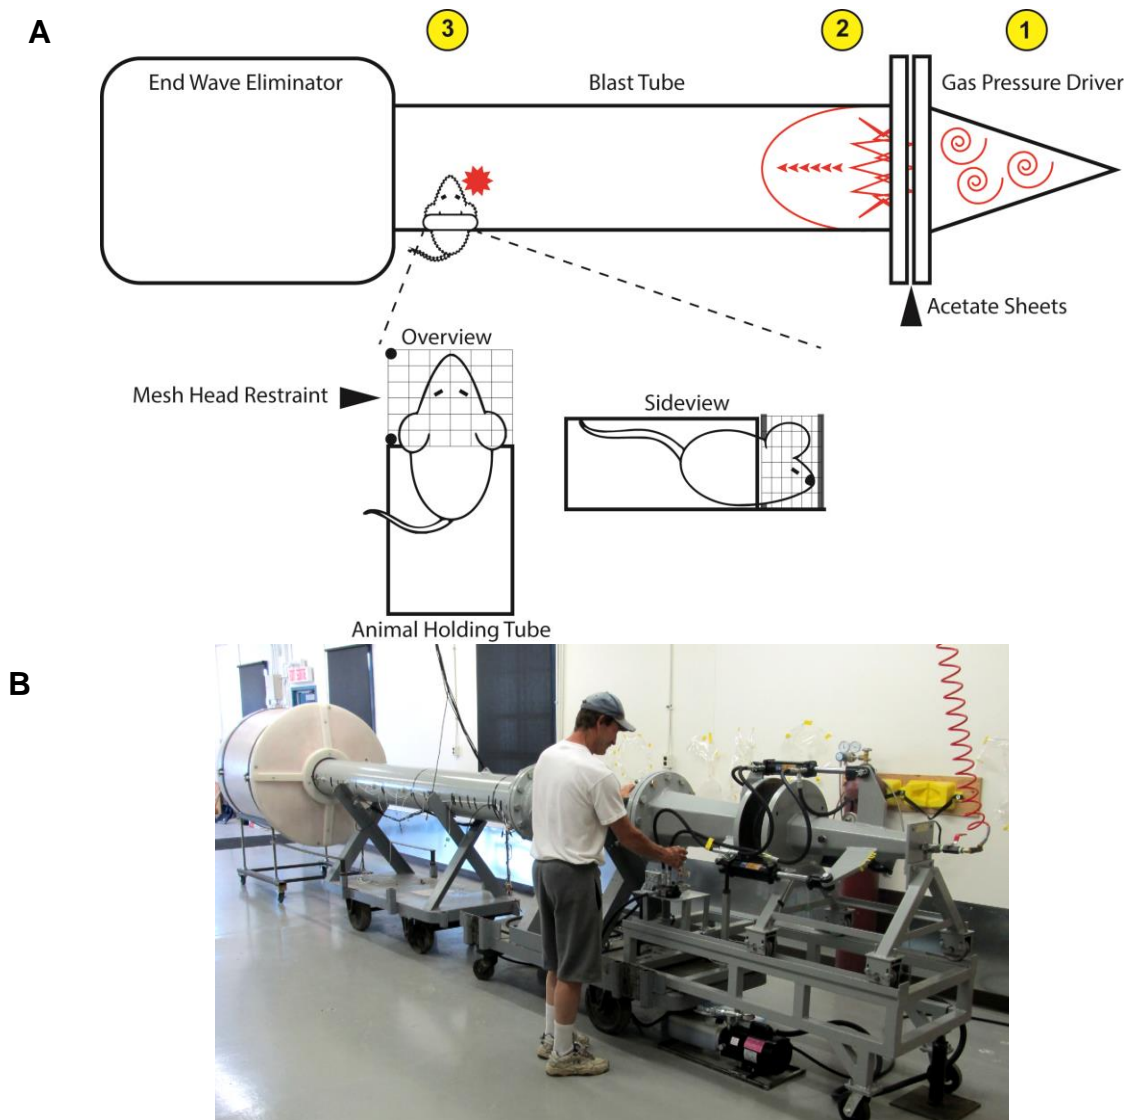 A
3
2
1
End Wave Eliminator
Blast Tube
Gas Pressure Driver
Acetate Sheets
Overview
Mesh Head Restraint
Sideview
Animal Holding Tube
B